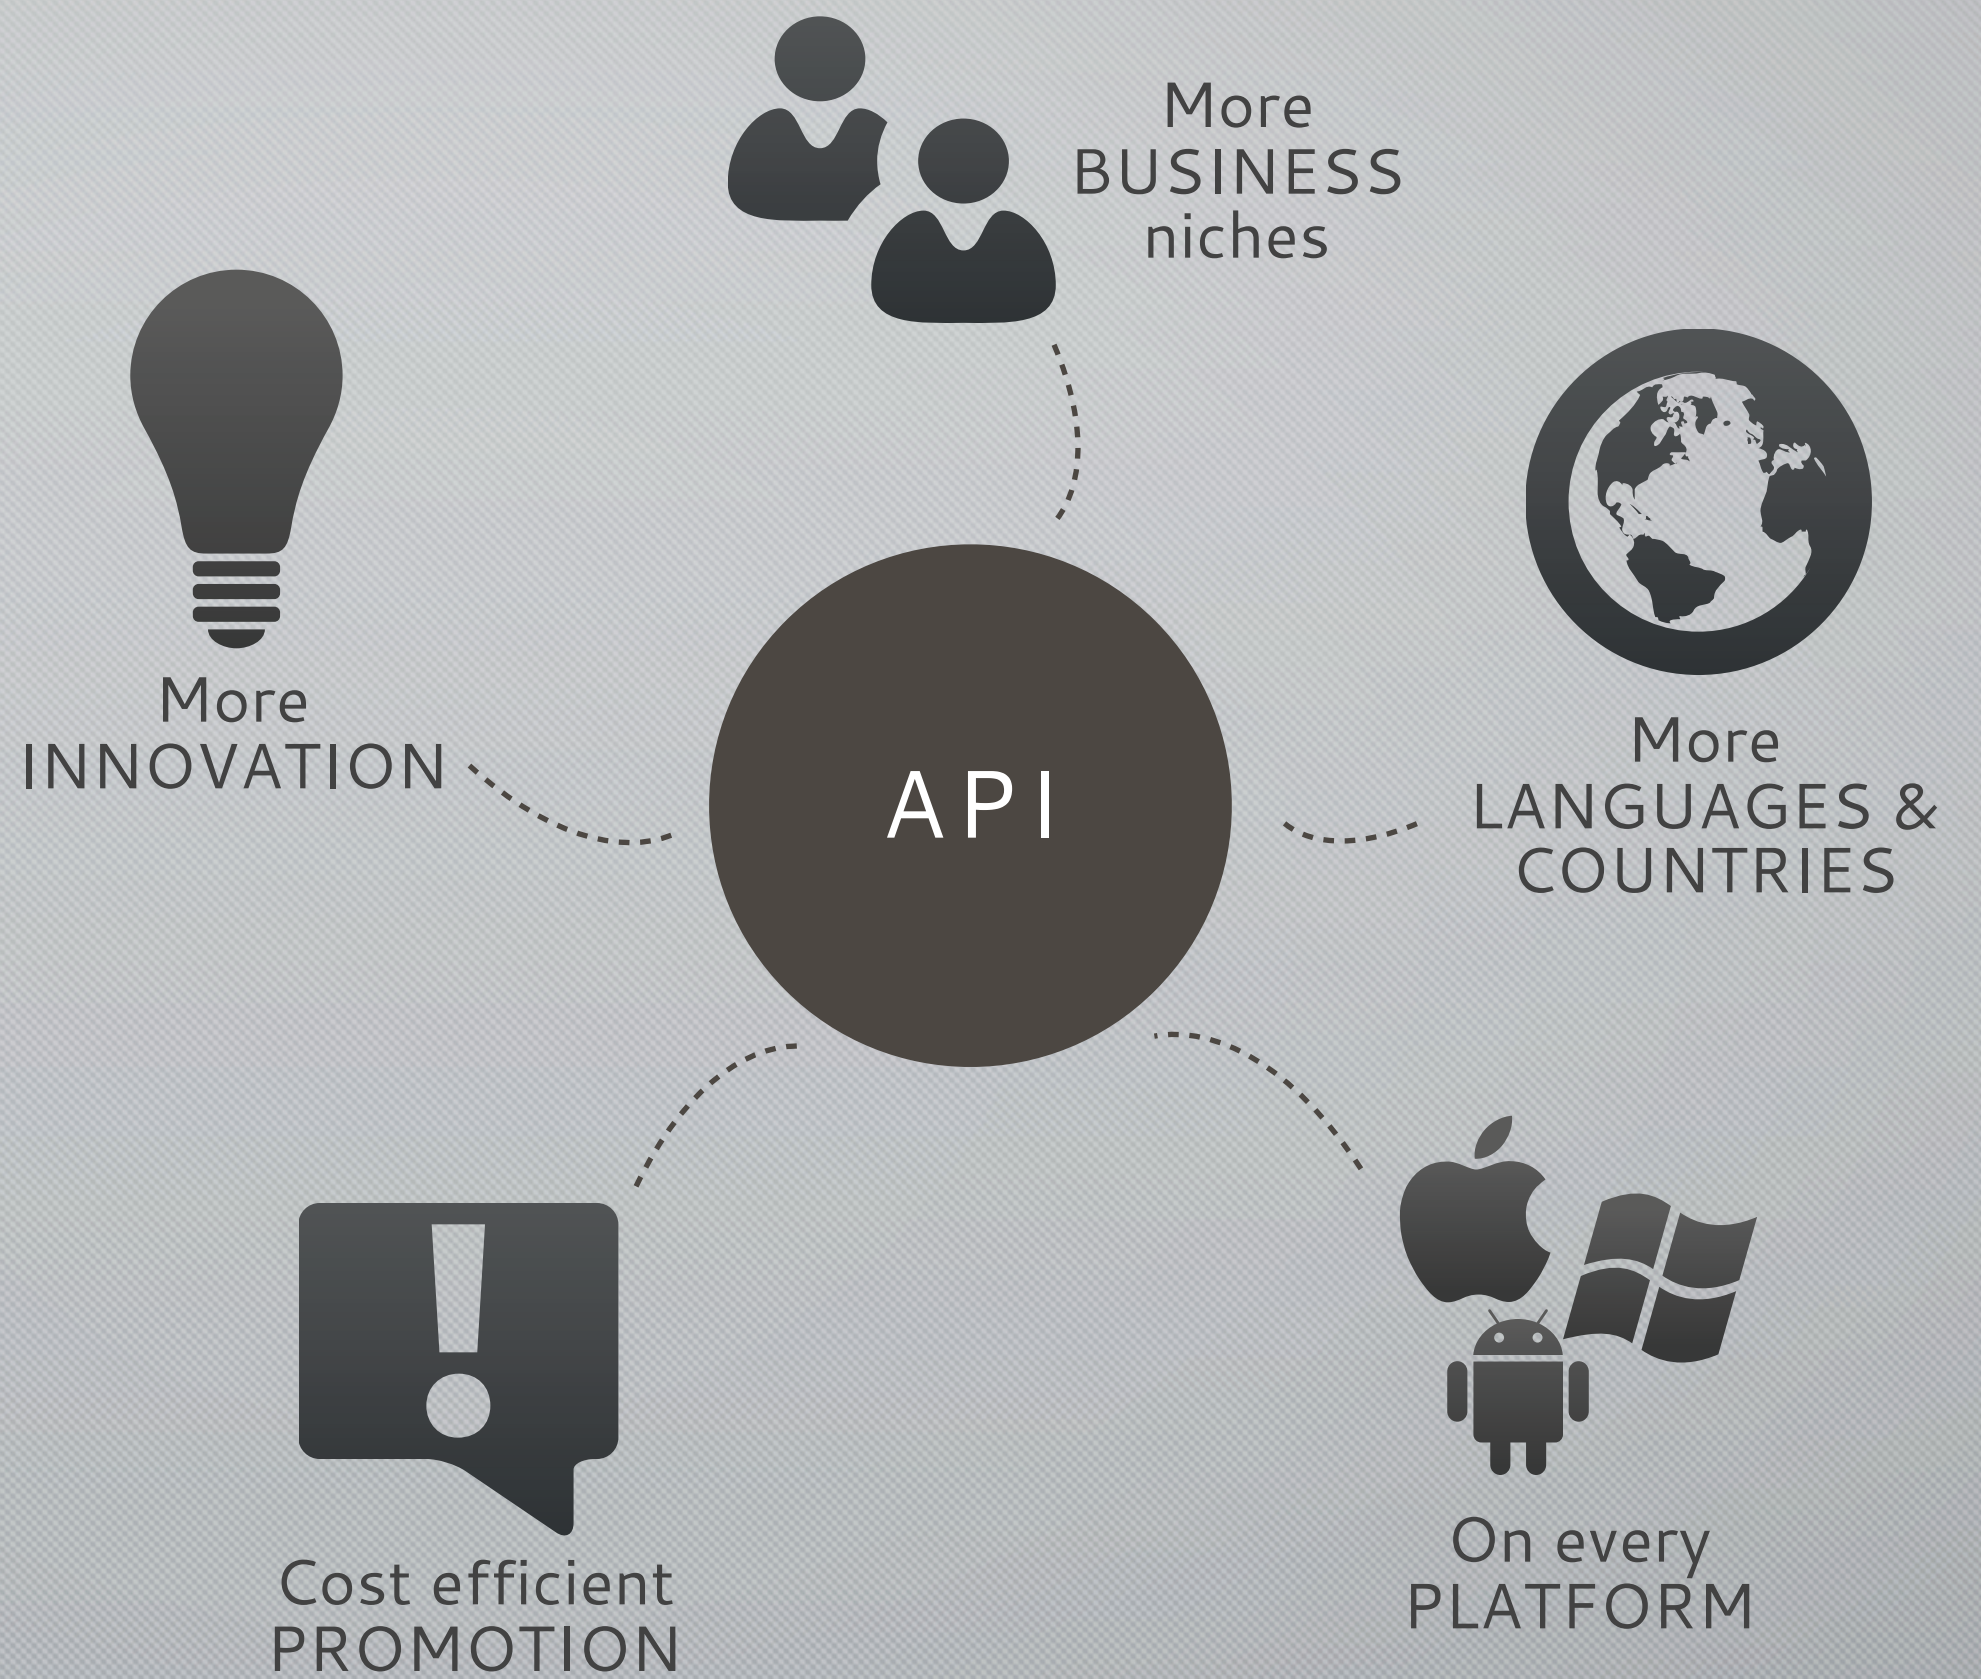 More
BUSINESS
niches
More
INNOVATION
API
More
LANGUAGES &
COUNTRIES
Cost efficient
PROMOTION
On every
PLATFORM